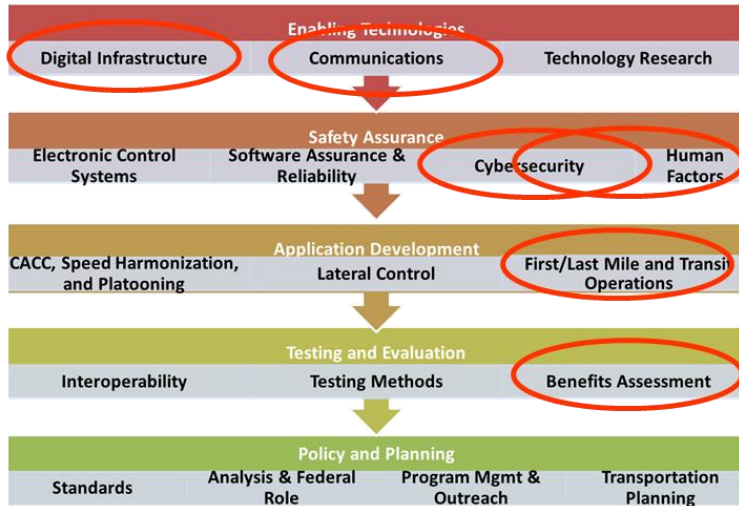 Enabling Technologies
Digital Infrastructure
Communications
Technology Research
Safety Assurance
Electronic Control
Systems
Software Assurance &
Reliability
Cybersecurity
Human
Factors
Application Development
CACC, Speed Harmonization,
and Platooning
Lateral Control
First/Last Mile and Transit
Operations
Testing and Evaluation
Interoperability
Testing Methods
Benefits Assessment
Policy and Planning
Standards
Analysis & Federal
Role
Program Mgmt &
Outreach
Transportation
Planning